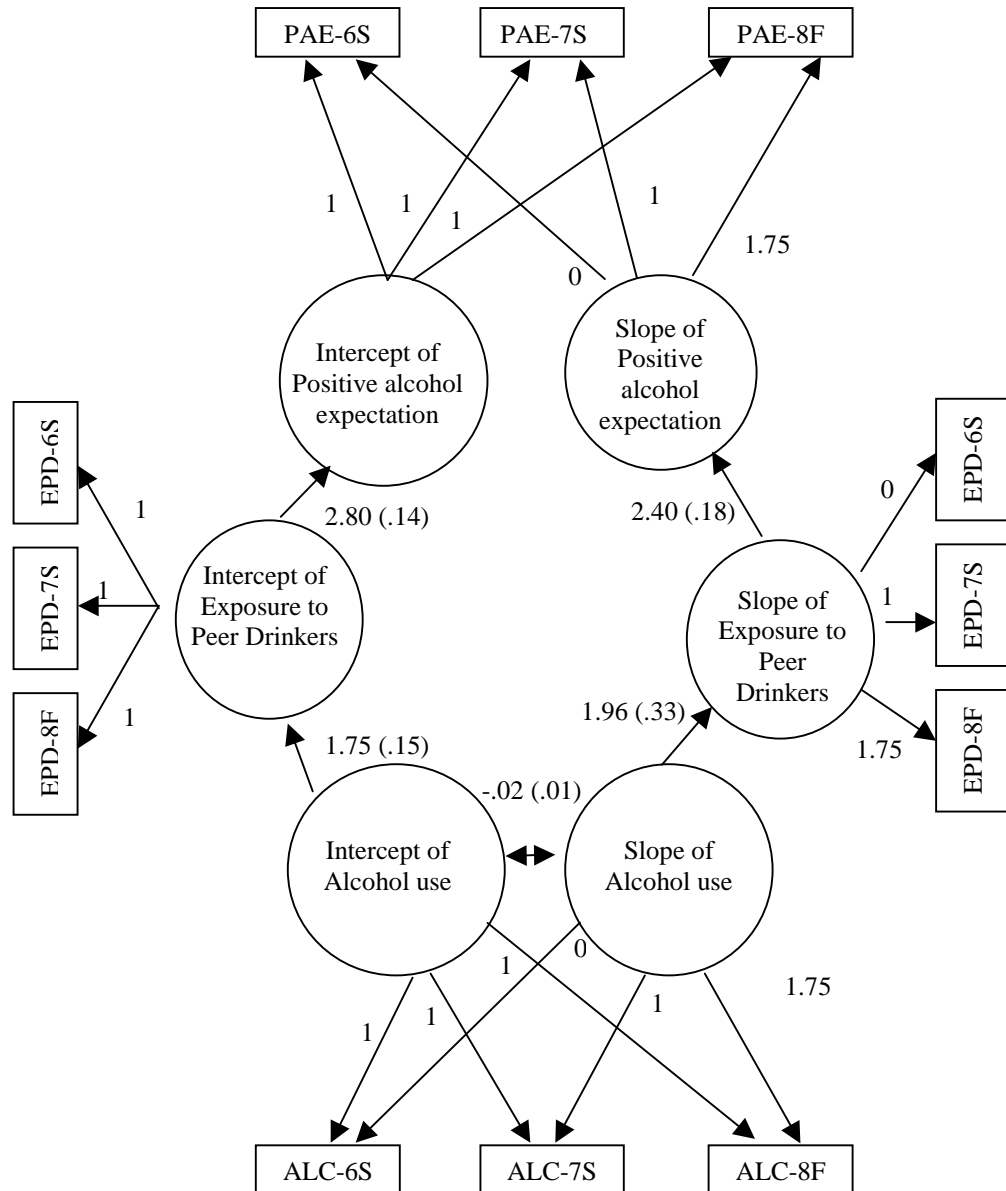 PAE-6S
PAE-7S
PAE-8F
1
1
1
1
1.75
0
Intercept of
Positive alcohol
expectation
Slope of
Positive
alcohol
expectation
EPD-6S
EPD-7S
EPD-8F
1
1
1
2.80 (.14)
2.40 (.18)
EPD-6S
EPD-7S
EPD-8F
0
1
1.75
Intercept of
Exposure to
Peer Drinkers
Slope of
Exposure to
Peer
Drinkers
1.75 (.15)
1.96 (.33)
-.02 (.01)
Intercept of
Alcohol use
Slope of
Alcohol use
0
1
1.75
1
1
1
ALC-6S
ALC-7S
ALC-8F